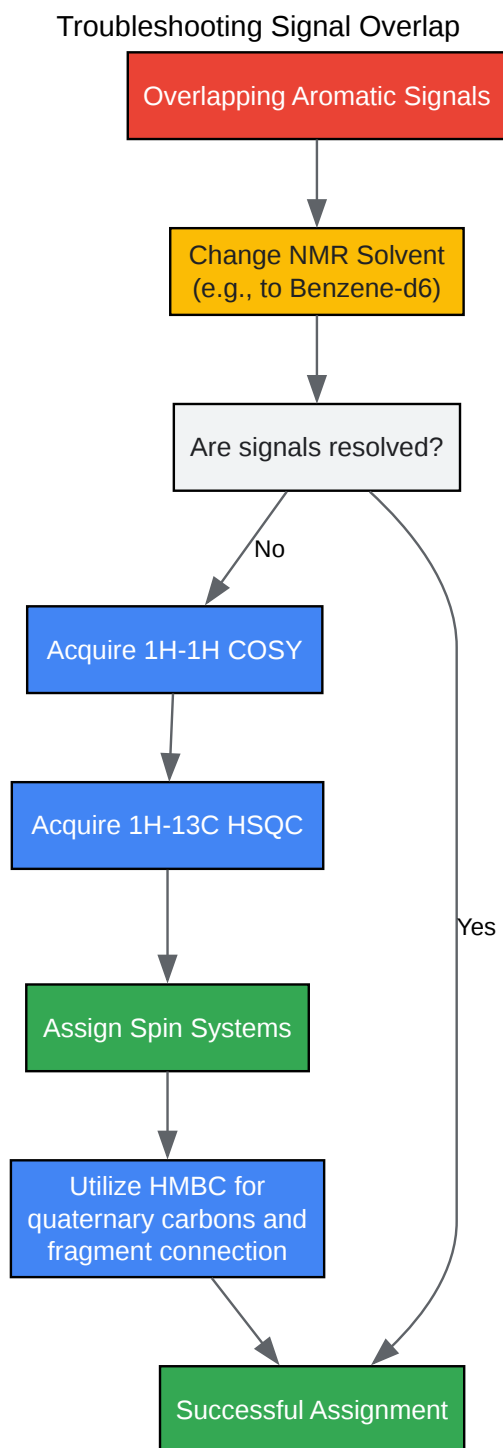 Troubleshooting Signal Overlap
Overlapping Aromatic Signals
Change NMR Solvent
(e.g., to Benzene-d6)
Are signals resolved?
No
Acquire 1H-1H COSY
Acquire 1H-13C HSQC
Yes
Assign Spin Systems
Utilize HMBC for
quaternary carbons and
fragment connection
Successful Assignment